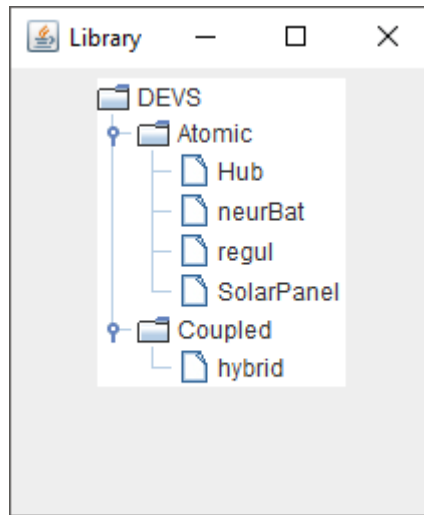 Library
DEVS
Atomic
Hub
neurBat
regul
SolarPanel
Coupled
hybrid